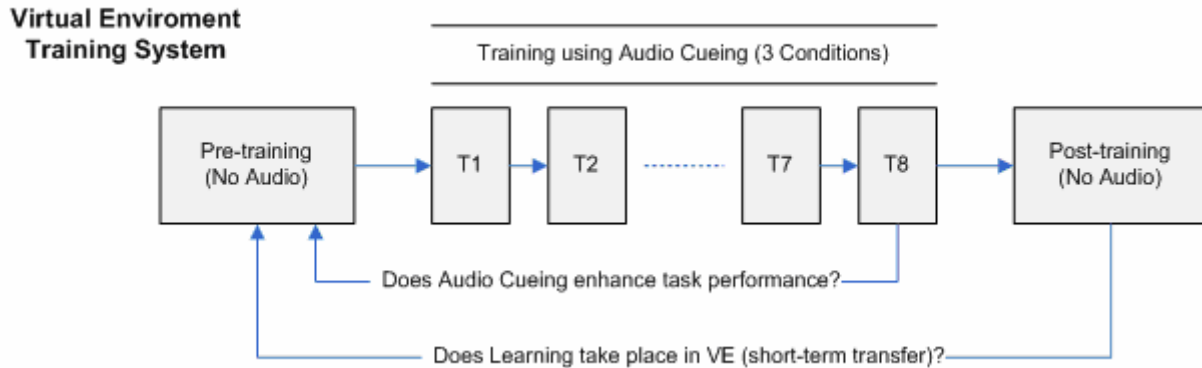 Virtual Enviroment
Training System
Training using Audio Cueing (3 Conditions)
Pre-training
(No Audio)
T1
T2
T7
T8
Post-training
(No Audio)
Does Audio Cueing enhance task performance?
Does Learning take place in VE (short-term transfer)?